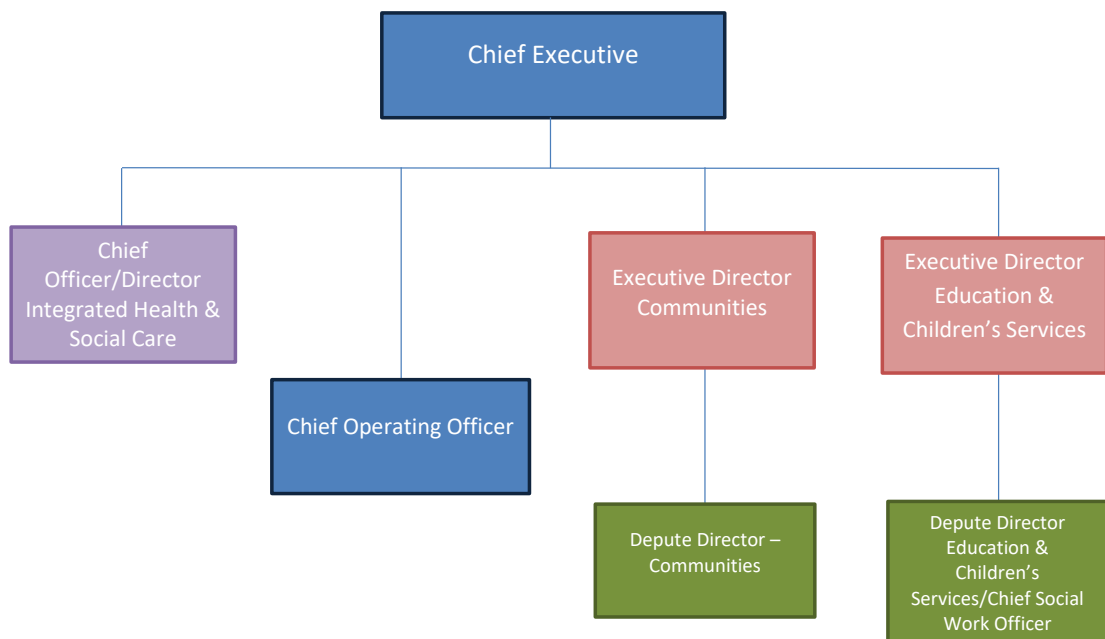 Chief Executive
Chief
Officer/Director
Integrated Health &
Social Care
Chief Operating Officer
Executive Director
Communities
Executive Director
Education &
Children’s Services
Depute Director –
Communities
Depute Director
Education &
Children’s
Services/Chief Social
Work Officer